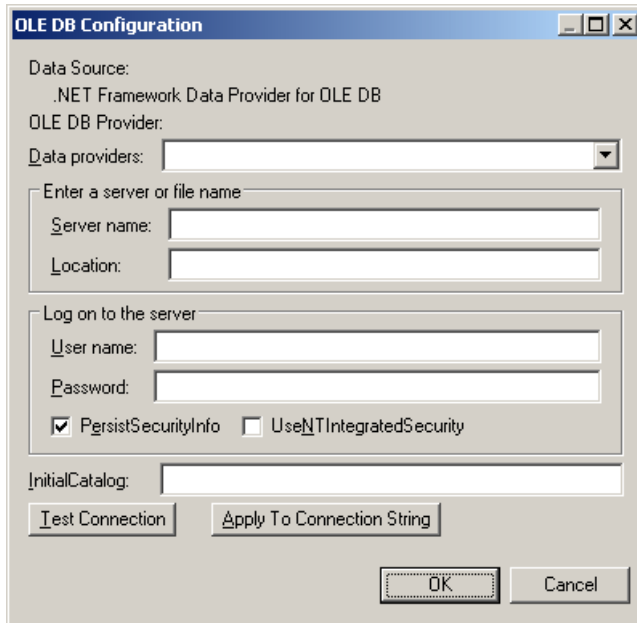 OLE DB Configuration
Data Source:
.NET Framework Data Provider for OLE DB
OLE DB Provider:
Data providers:
Enter a server or file name
Server name:
Location:
Log on to the server
User name:
Password:
PersistSecurityInfo UseNTIntegratedSecurity
InitialCatalog:
Test Connection Apply To Connection String
OK Cancel